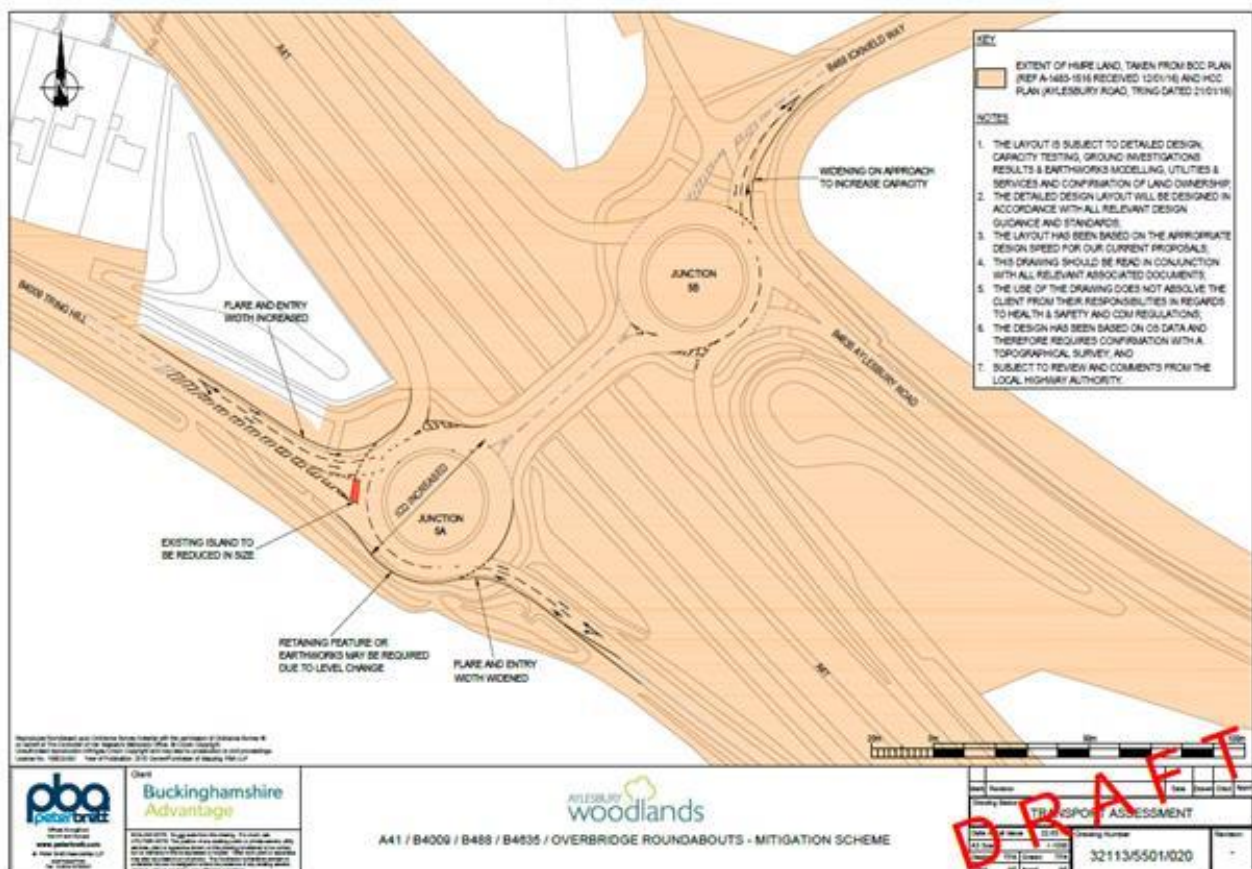 A41
B488 ICKNIELD WAY
KEY
EXTENT OF HMPE LAND, TAKEN FROM BCC PLAN
(REF A-1483-1516 RECEIVED 12/01/16) AND HCC
PLAN (AYLESBURY ROAD, TRING DATED 21/01/16)
NOTES
1. THE LAYOUT IS SUBJECT TO DETAILED DESIGN,
CAPACITY TESTING, GROUND INVESTIGATIONS
RESULTS & EARTHWORKS MODELLING, UTILITIES &
SERVICES AND CONFIRMATION OF LAND OWNERSHIP;
2. THE DETAILED DESIGN LAYOUT WILL BE DESIGNED IN
ACCORDANCE WITH ALL RELEVANT DESIGN
GUIDANCE AND STANDARDS;
3. THE LAYOUT HAS BEEN BASED ON THE APPROPRIATE
DESIGN SPEED FOR OUR CURRENT PROPOSALS;
4. THIS DRAWING SHOULD BE READ IN CONJUNCTION
WITH ALL RELEVANT ASSOCIATED DOCUMENTS;
5. THE USE OF THE DRAWING DOES NOT ABSOLVE THE
CLIENT FROM THEIR RESPONSIBILITIES IN REGARDS
TO HEALTH & SAFETY AND CDM REGULATIONS;
6. THE DESIGN HAS BEEN BASED ON OS DATA AND
THEREFORE REQUIRES CONFIRMATION WITH A
TOPOGRAPHICAL SURVEY; AND
7. SUBJECT TO REVIEW AND COMMENTS FROM THE
LOCAL HIGHWAY AUTHORITY.
WIDENING ON APPROACH
TO INCREASE CAPACITY
JUNCTION
5B
B4009 TRING HILL
FLARE AND ENTRY
WIDTH INCREASED
B4635 AYLESBURY ROAD
ICD INCREASED
JUNCTION
5A
EXISTING ISLAND TO
BE REDUCED IN SIZE
RETAINING FEATURE OR
EARTHWORKS MAY BE REQUIRED
DUE TO LEVEL CHANGE
FLARE AND ENTRY
WIDTH WIDENED
A41
20m 0m 50m 100m
pba
peterbrett
www.peterbrett.com
Client
Buckinghamshire
Advantage
AYLESBURY
woodlands
A41 / B4009 / B488 / B4635 / OVERBRIDGE ROUNDABOUTS - MITIGATION SCHEME
TRANSPORT ASSESSMENT
Drawing Number
32113/5501/020
Revision
-
DRAFT